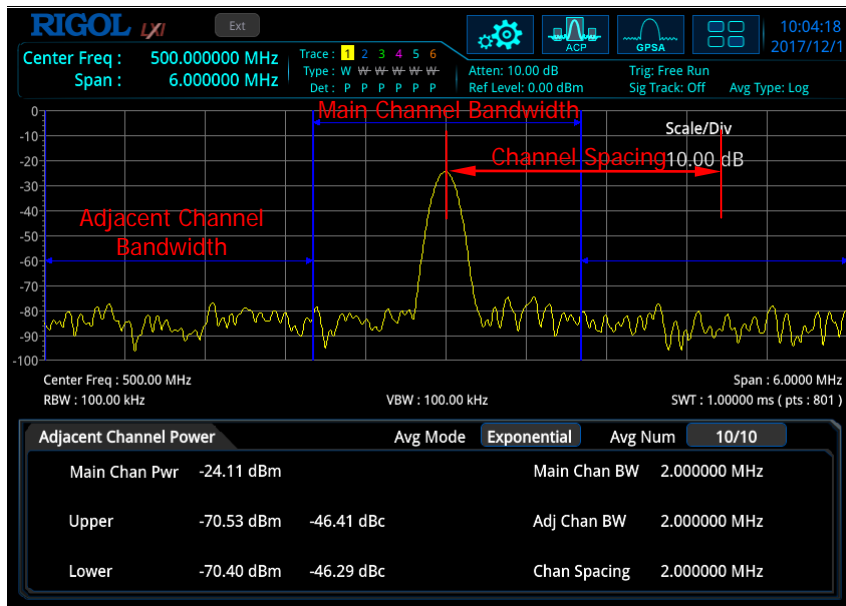 RIGOL LXI Ext 10:04:18
ACP GPSA 2017/12/1
Center Freq : 500.000000 MHz
Span : 6.000000 MHz
Trace : 1 2 3 4 5 6
Type : W W W W W W
Det : P P P P P P
Atten: 10.00 dB Trig: Free Run
Ref Level: 0.00 dBm Sig Track: Off Avg Type: Log
Main Channel Bandwidth
Scale/Div
10.00 dB
Channel Spacing
Adjacent Channel
Bandwidth
0
-10
-20
-30
-40
-50
-60
-70
-80
-90
-100
Center Freq : 500.00 MHz Span : 6.0000 MHz
RBW : 100.00 kHz VBW : 100.00 kHz SWT : 1.00000 ms ( pts : 801 )
Adjacent Channel Power Avg Mode Exponential Avg Num 10/10
Main Chan Pwr -24.11 dBm Main Chan BW 2.000000 MHz
Upper -70.53 dBm -46.41 dBc Adj Chan BW 2.000000 MHz
Lower -70.40 dBm -46.29 dBc Chan Spacing 2.000000 MHz